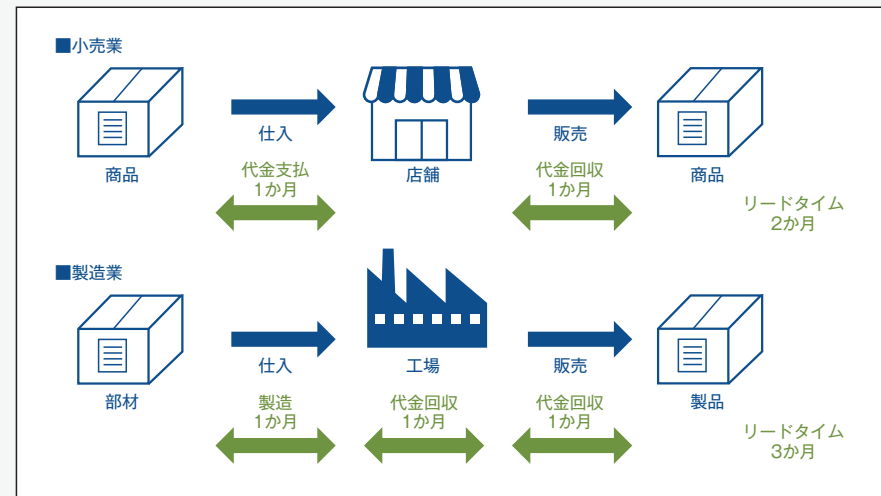 ■小売業
仕入
販売
商品
店舗
商品
代金支払
1か月
代金回収
1か月
リードタイム
2か月
■製造業
仕入
工場
販売
部材
製品
製造
1か月
代金回収
1か月
代金回収
1か月
リードタイム
3か月